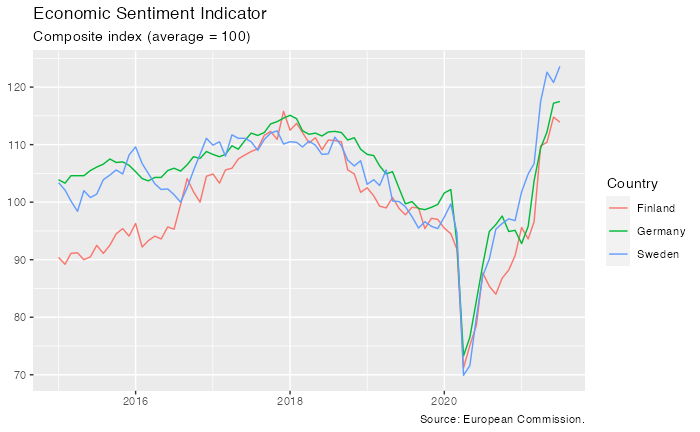 Economic Sentiment Indicator
Composite index (average = 100)
120
110
100
90
80
70
2016
2018
2020
Country
Finland
Germany
Sweden
Source: European Commission.